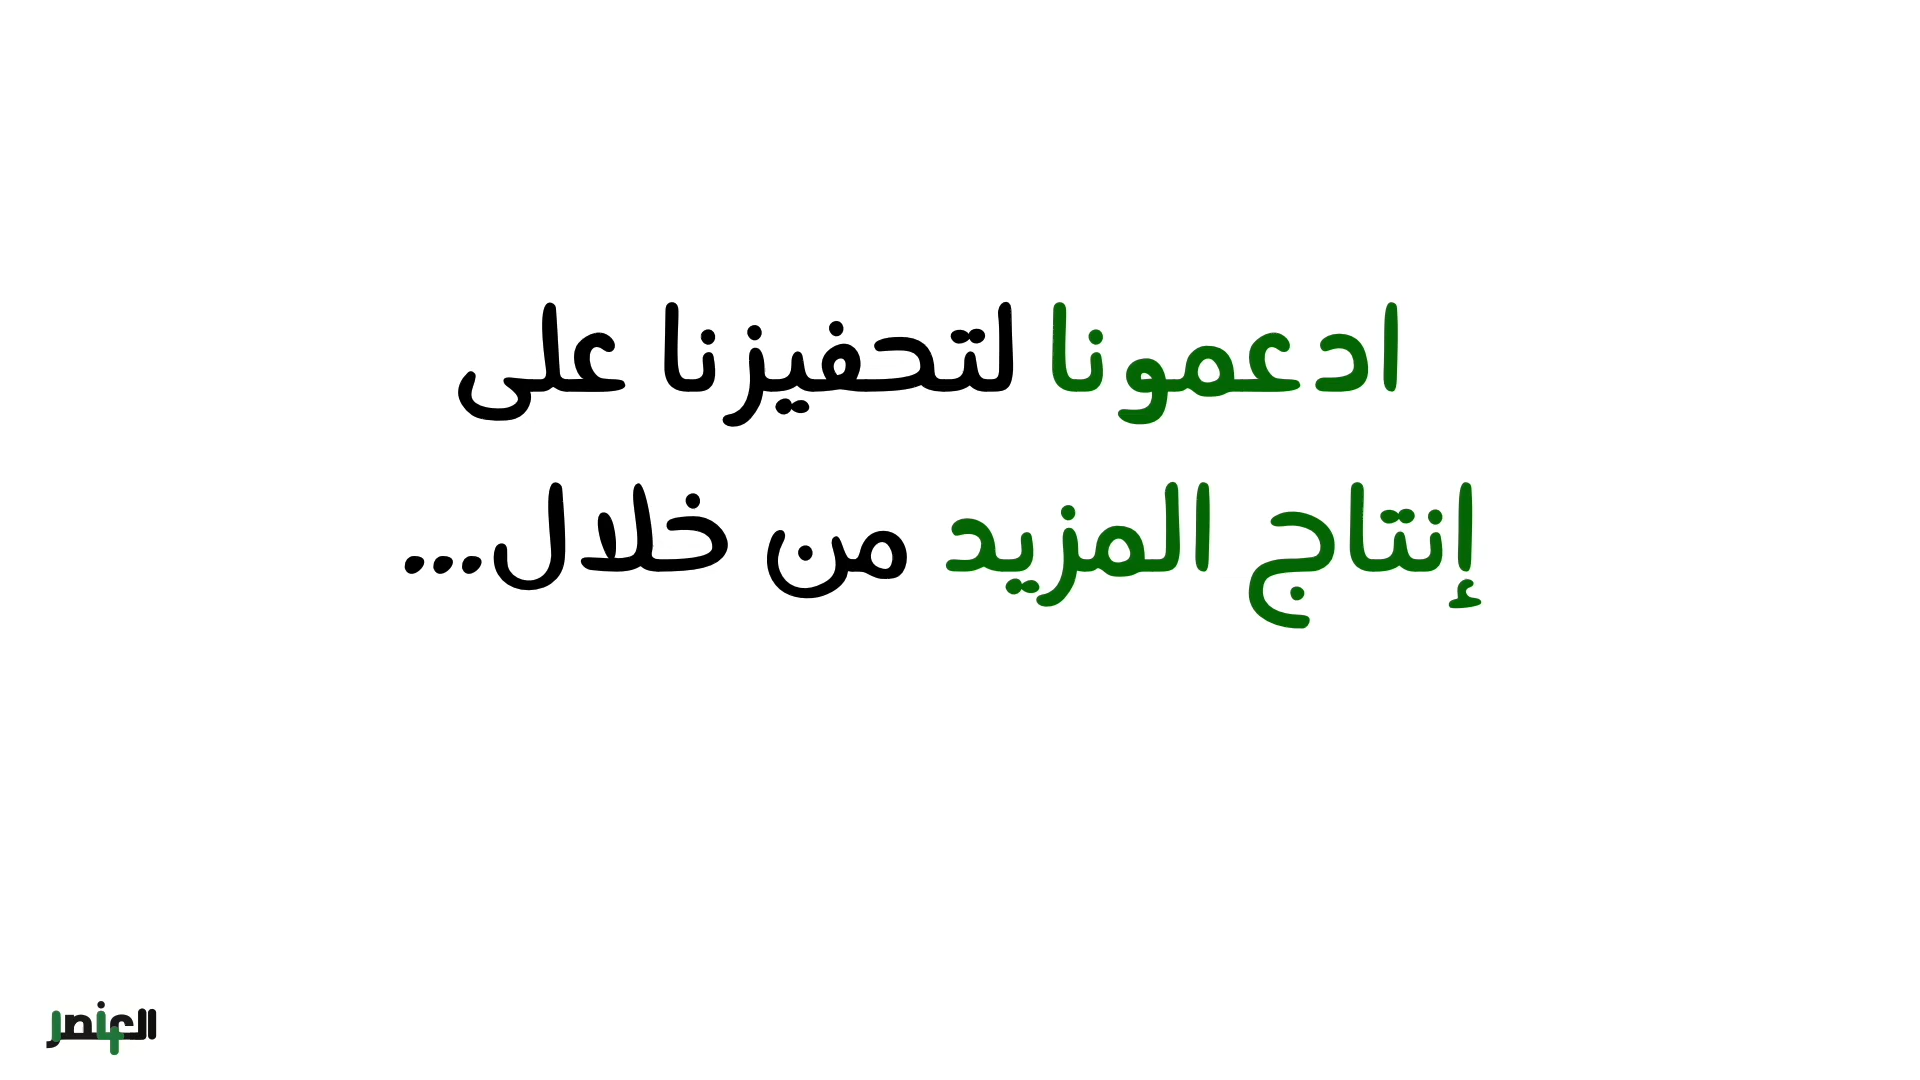 ادعمونا لتحفيزنا على
إنتاج المزيد من خلال...
العنصر